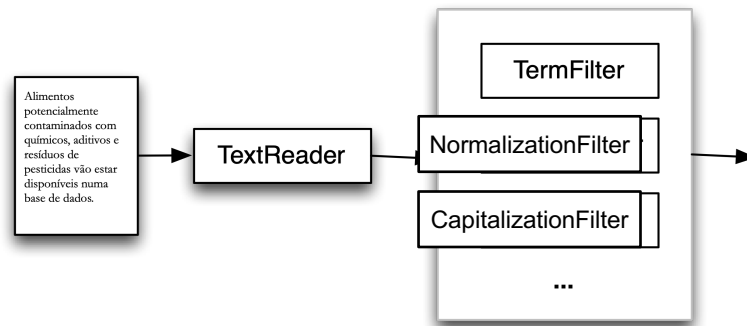 Alimentos
potencialmente
contaminados com
químicos, aditivos e
resíduos de
pesticidas vão estar
disponíveis numa
base de dados.
TextReader
TermFilter
NormalizationFilter
CapitalizationFilter
...